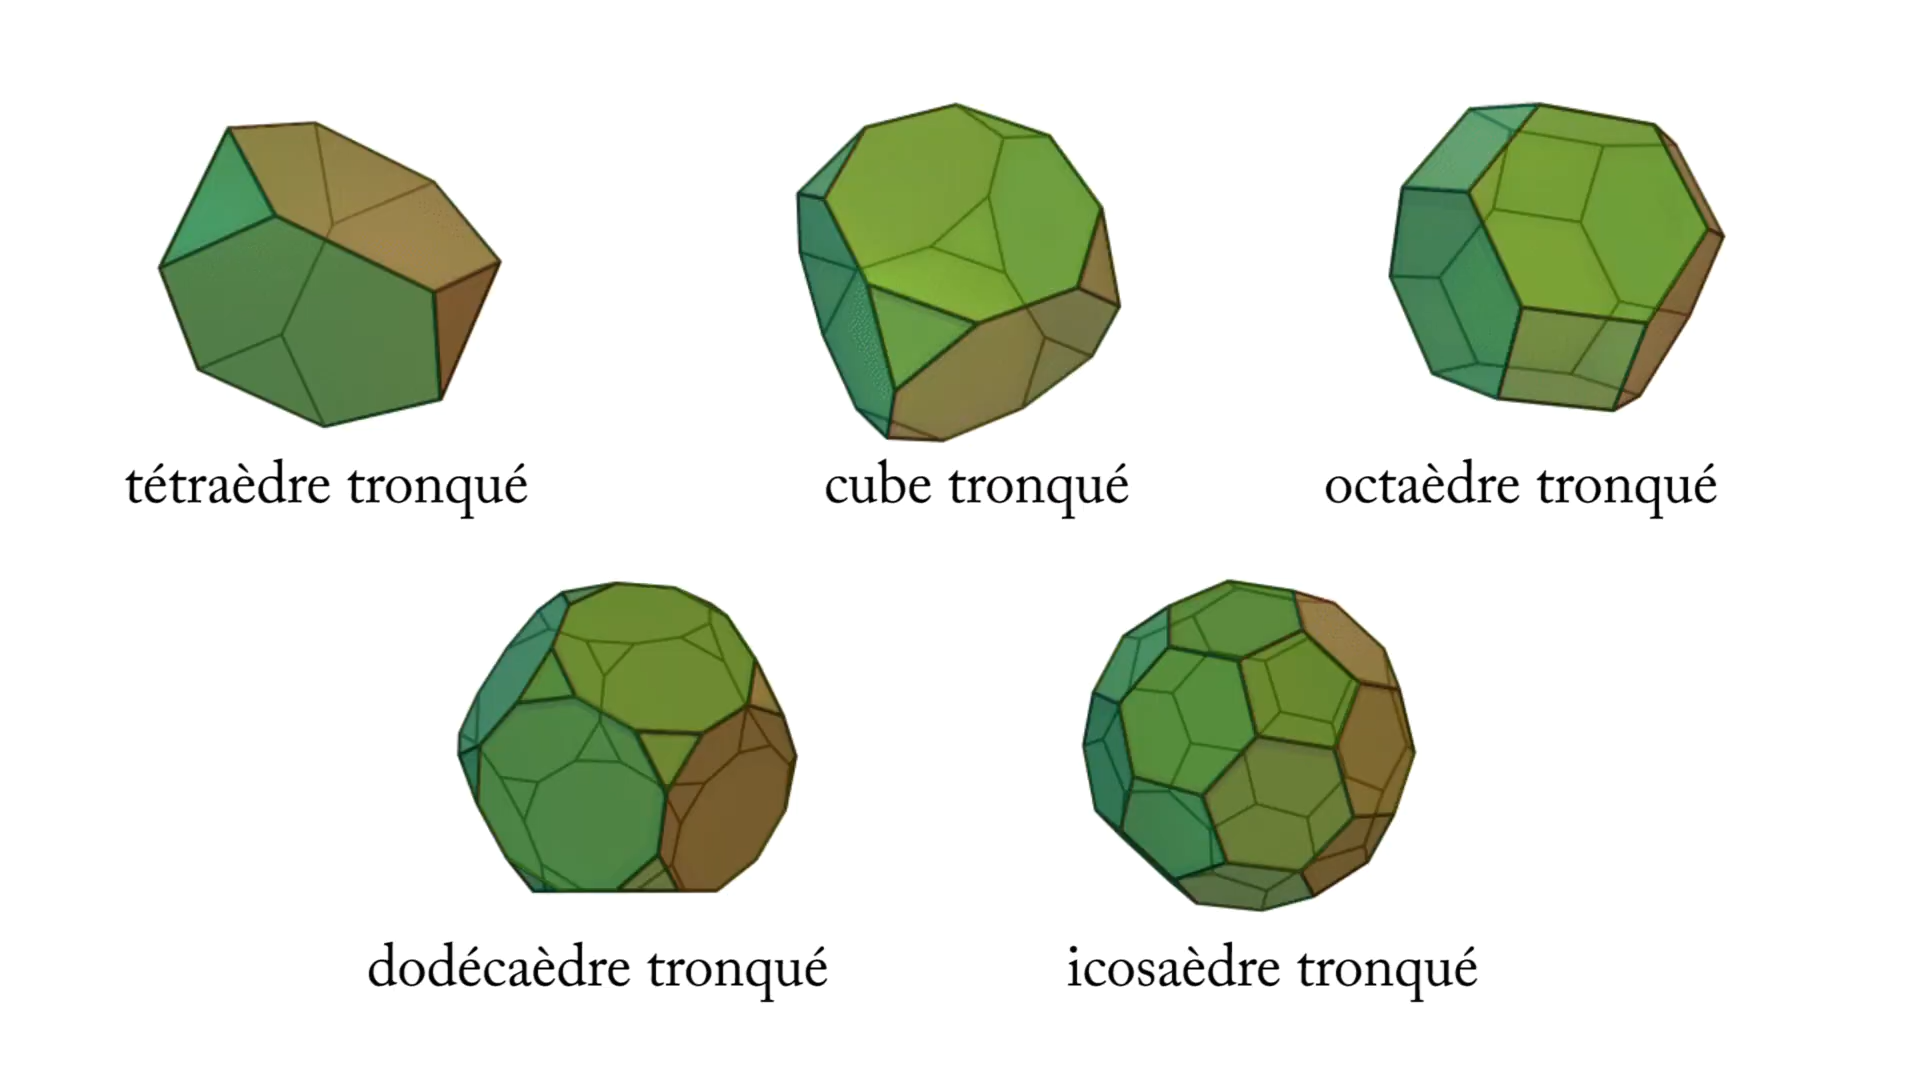 tétraèdre tronqué
cube tronqué
octaèdre tronqué
dodécaèdre tronqué
icosaèdre tronqué